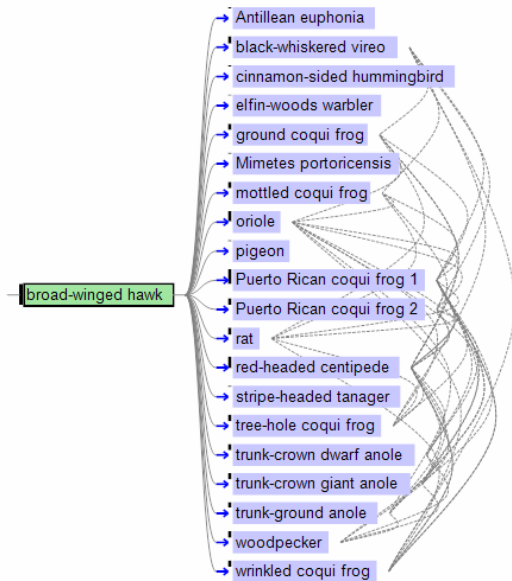 Antillean euphonia
black-whiskered vireo
cinnamon-sided hummingbird
elfin-woods warbler
ground coqui frog
Mimetes portoricensis
mottled coqui frog
oriole
pigeon
Puerto Rican coqui frog 1
broad-winged hawk
Puerto Rican coqui frog 2
rat
red-headed centipede
stripe-headed tanager
tree-hole coqui frog
trunk-crown dwarf anole
trunk-crown giant anole
trunk-ground anole
woodpecker
wrinkled coqui frog